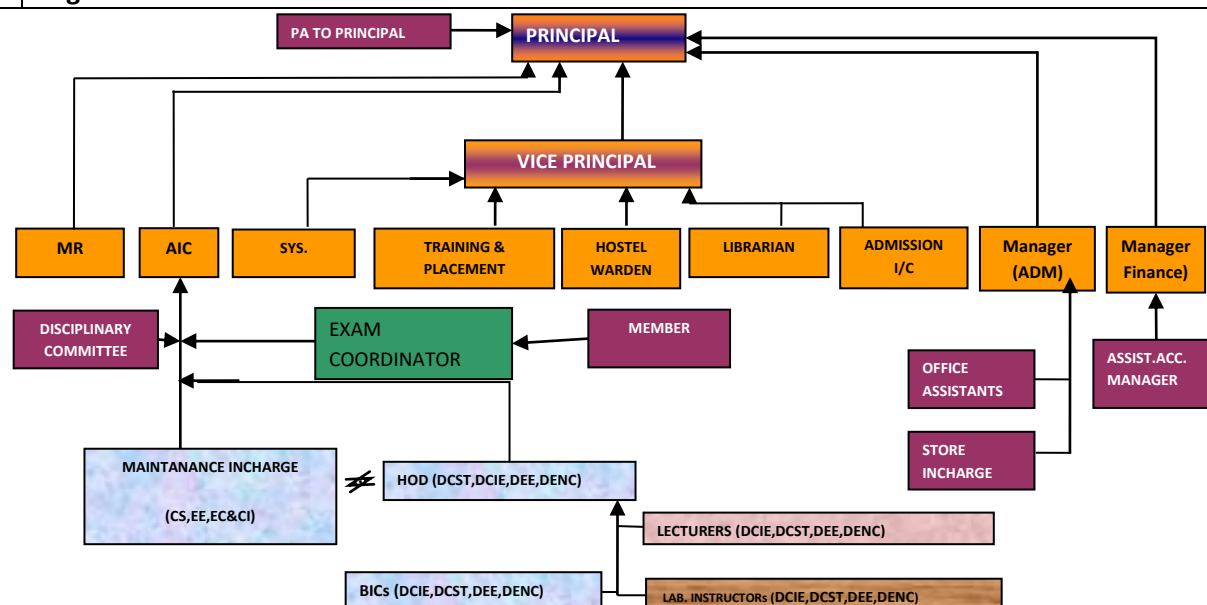 PRINCIPAL
PA TO PRINCIPAL
VICE PRINCIPAL
MR
AIC
SYS.
TRAINING &
PLACEMENT
HOSTEL
WARDEN
LIBRARIAN
ADMISSION
I/C
Manager
(ADM)
Manager
Finance)
DISCIPLINARY
COMMITTEE
EXAM
COORDINATOR
MEMBER
OFFICE
ASSISTANTS
ASSIST.ACC.
MANAGER
STORE
INCHARGE
MAINTANANCE INCHARGE
(CS,EE,EC&CI)
HOD (DCST,DCIE,DEE,DENC)
LECTURERS (DCIE,DCST,DEE,DENC)
BICs (DCIE,DCST,DEE,DENC)
LAB. INSTRUCTORs (DCIE,DCST,DEE,DENC)